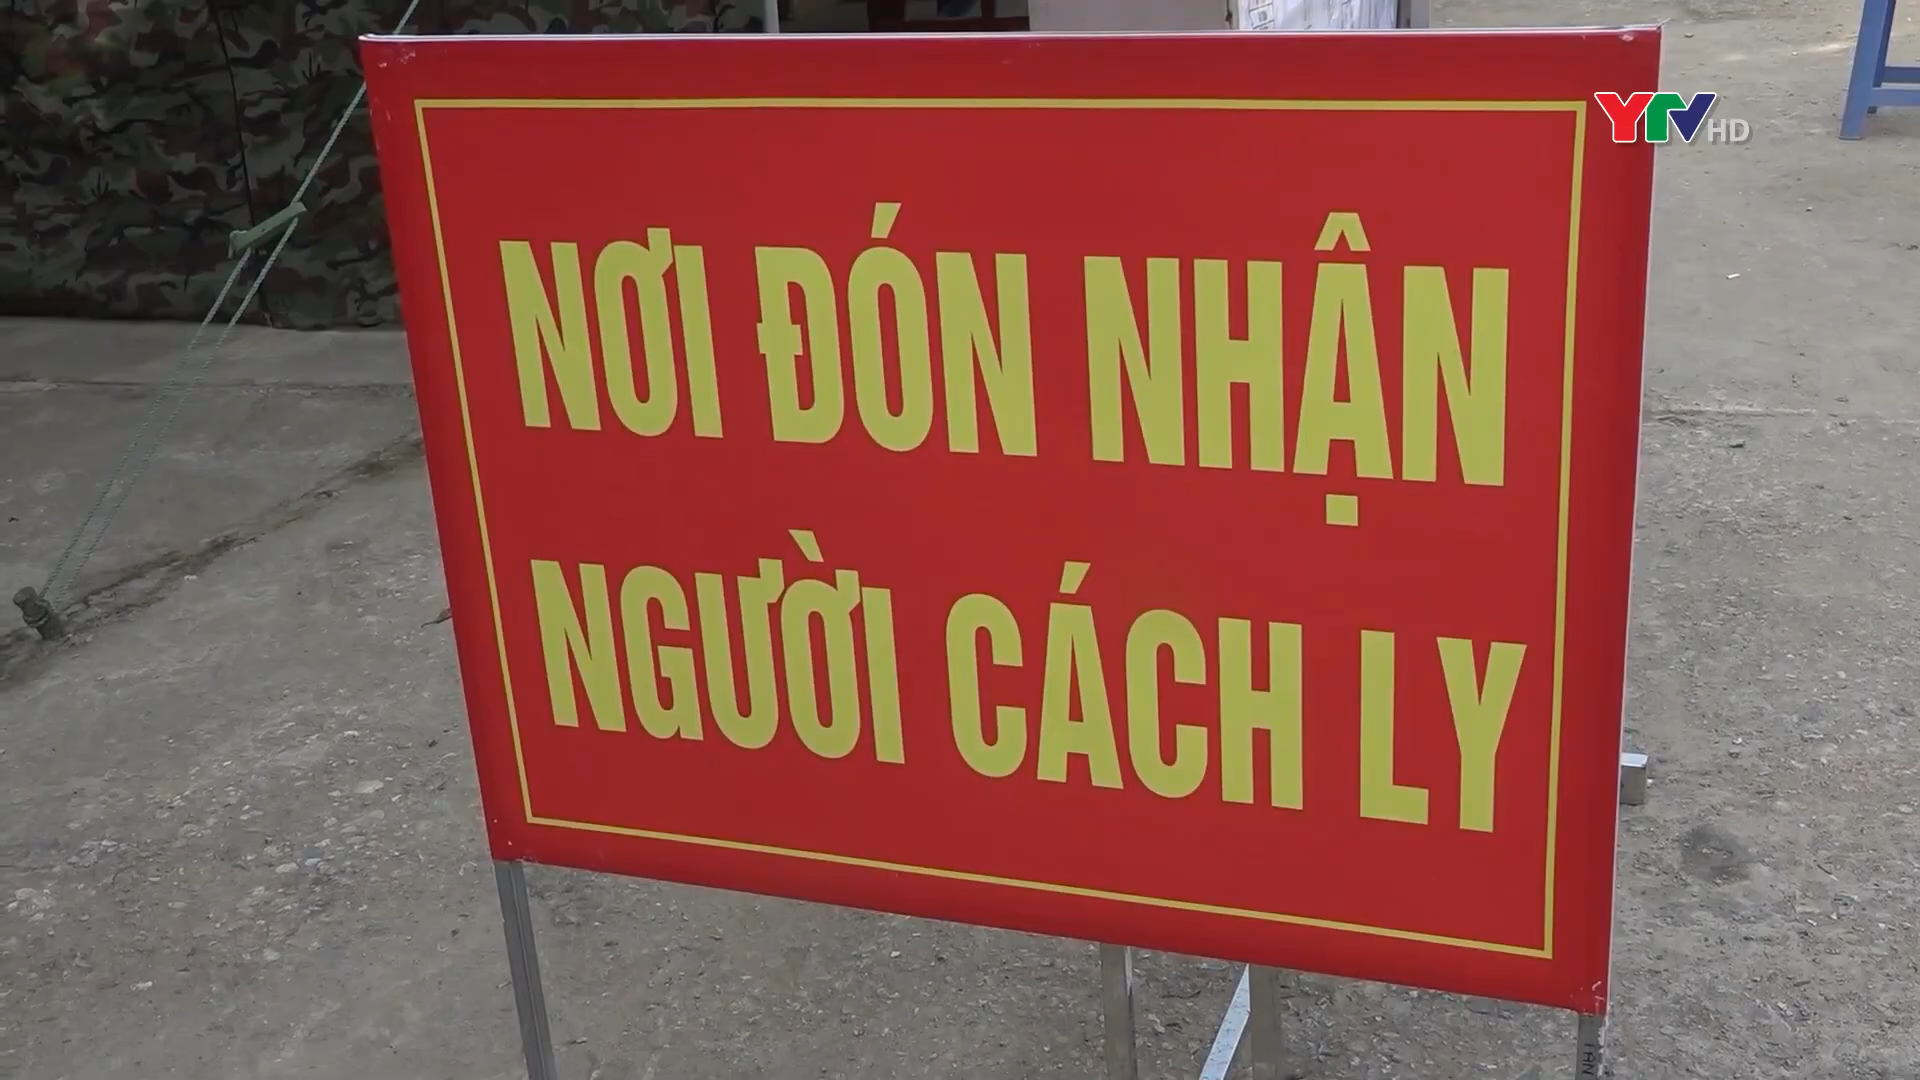 YTV HD
NƠI ĐÓN NHẬN
NGƯỜI CÁCH LY